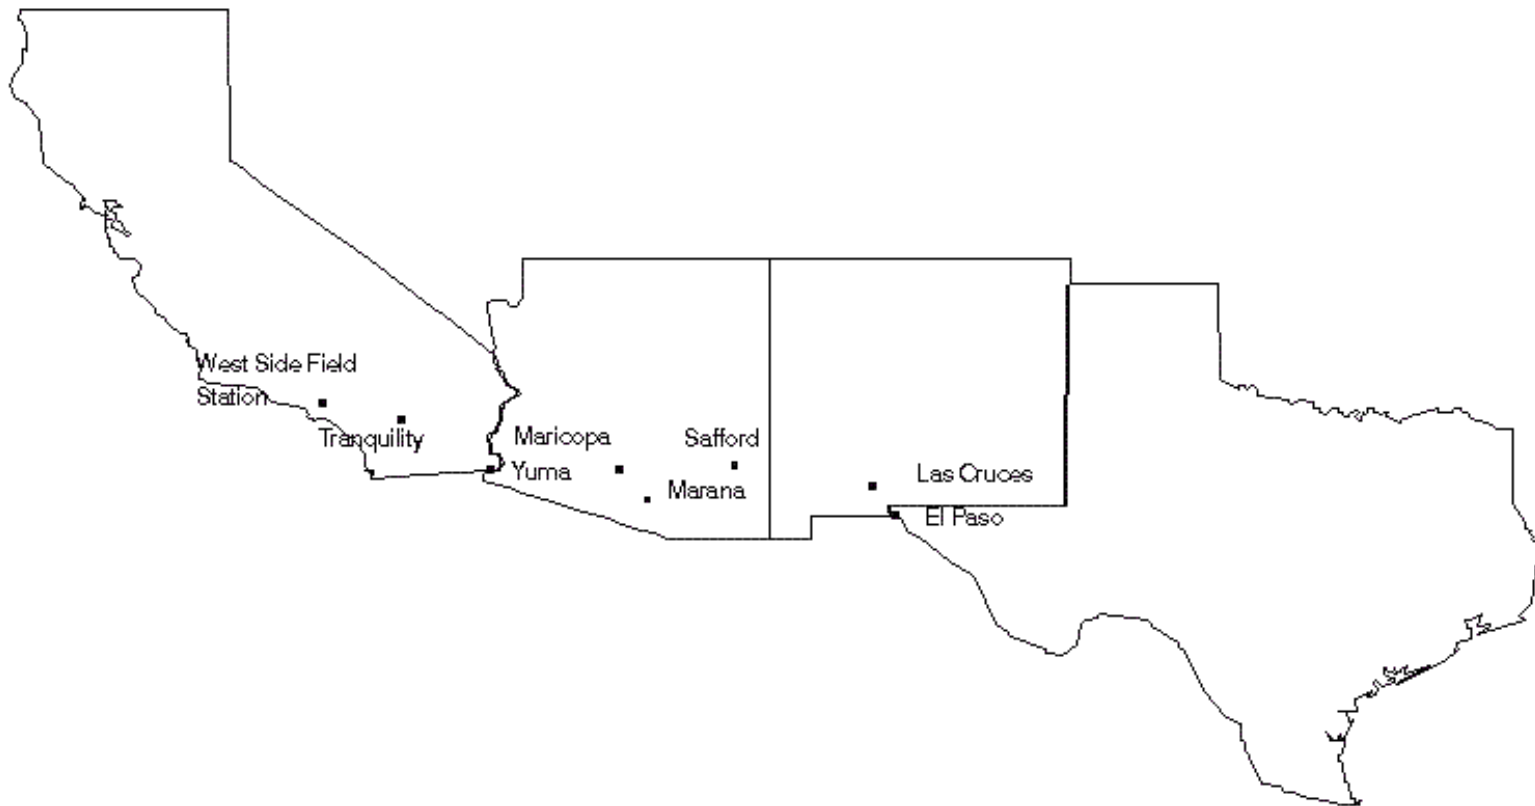 West Side Field
Station
Tranquility
Maricopa
Yuma
Safford
Marana
Las Cruces
El Paso